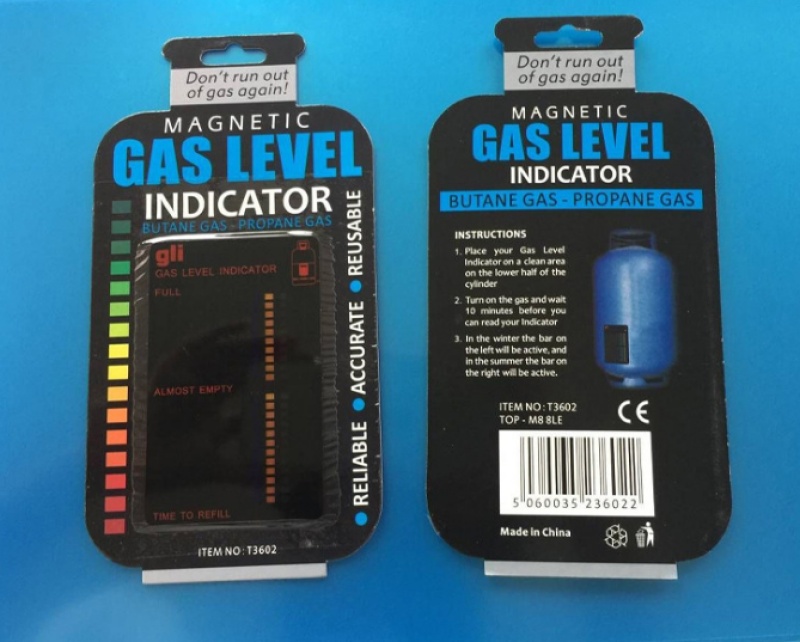 Don't run out
of gas again!
MAGNETIC
GAS LEVEL
INDICATOR
BUTANE GAS - PROPANE GAS
gli
GAS LEVEL INDICATOR
FULL
ALMOST EMPTY
TIME TO REFILL
RELIABLE • ACCURATE • REUSABLE
ITEM NO : T3602
Don't run out
of gas again!
MAGNETIC
GAS LEVEL
INDICATOR
BUTANE GAS - PROPANE GAS
INSTRUCTIONS
1. Place your Gas Level
Indicator on a clean area
on the lower half of the
cylinder
2. Turn on the gas and wait
10 minutes before you
can read your Indicator
3. In the winter the bar on
the left will be active, and
in the summer the bar on
the right will be active.
ITEM NO : T3602
TOP - M8 8LE
CE
5 060035 236022
Made in China